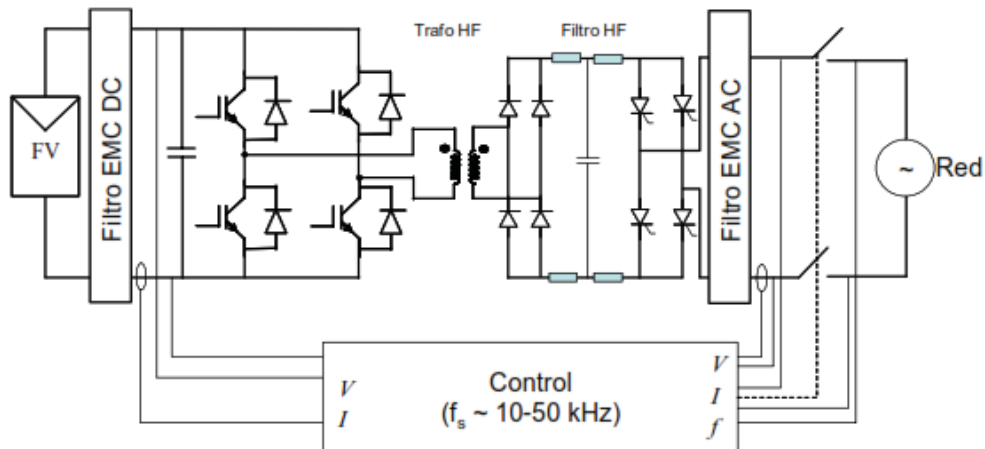 Trafo HF
Filtro HF
FV
Filtro EMC DC
Filtro EMC AC
~
Red
V
I
Control
(fs ~ 10-50 kHz)
V
I
f